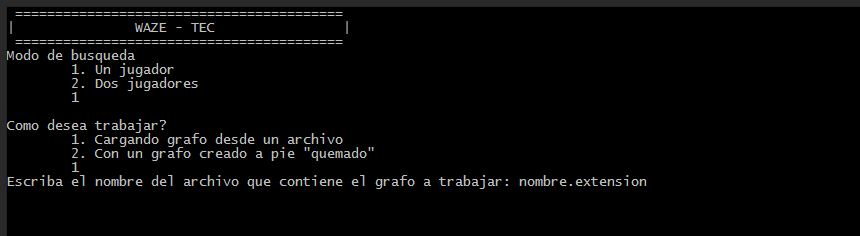 =========================================
|               WAZE - TEC                |
=========================================
Modo de busqueda
1. Un jugador
2. Dos jugadores
1
Como desea trabajar?
1. Cargando grafo desde un archivo
2. Con un grafo creado a pie "quemado"
1
Escriba el nombre del archivo que contiene el grafo a trabajar: nombre.extension